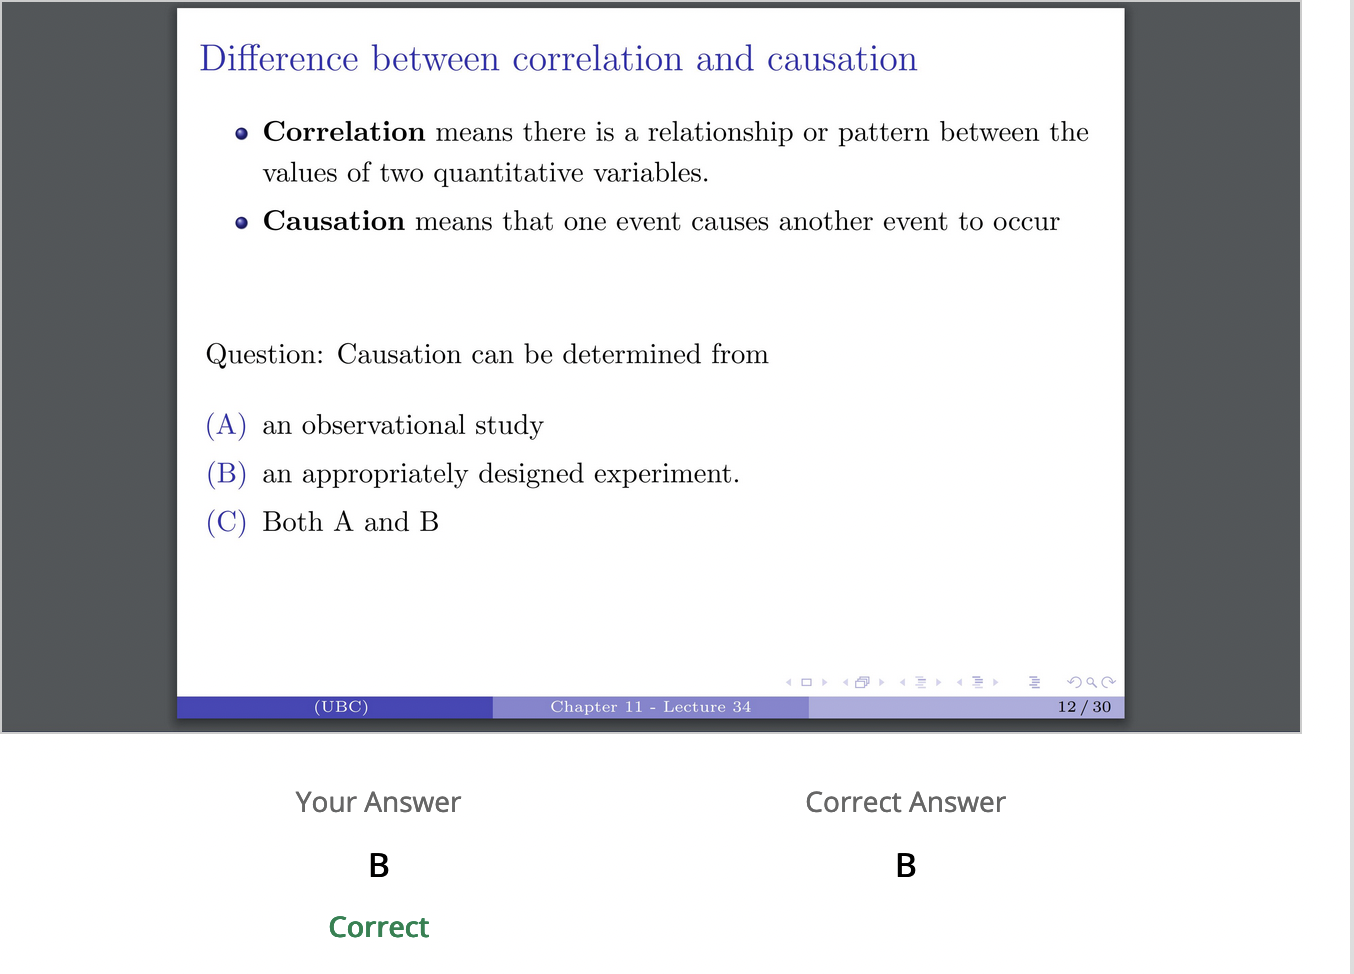 Difference between correlation and causation
Correlation means there is a relationship or pattern between the
values of two quantitative variables.
Causation means that one event causes another event to occur
Question: Causation can be determined from
(A) an observational study
(B) an appropriately designed experiment.
(C) Both A and B
(UBC) Chapter 11 - Lecture 34 12 / 30
Your Answer Correct Answer
B B
Correct